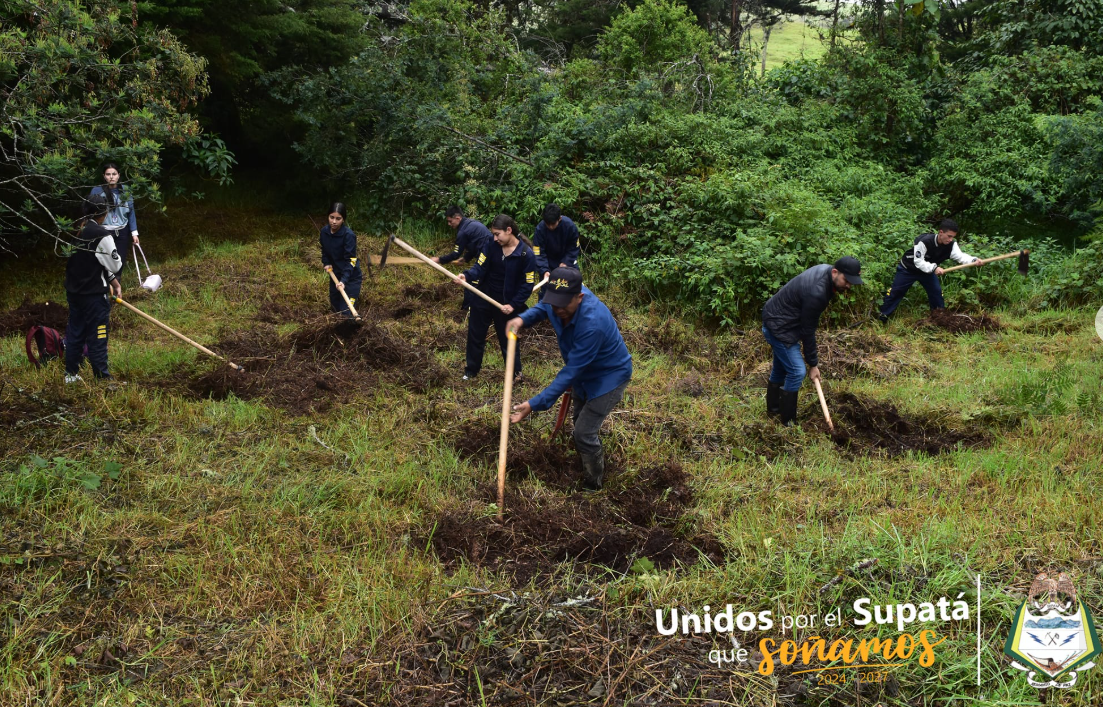 Unidos por el Supatá
que soñamos
2024 - 2027